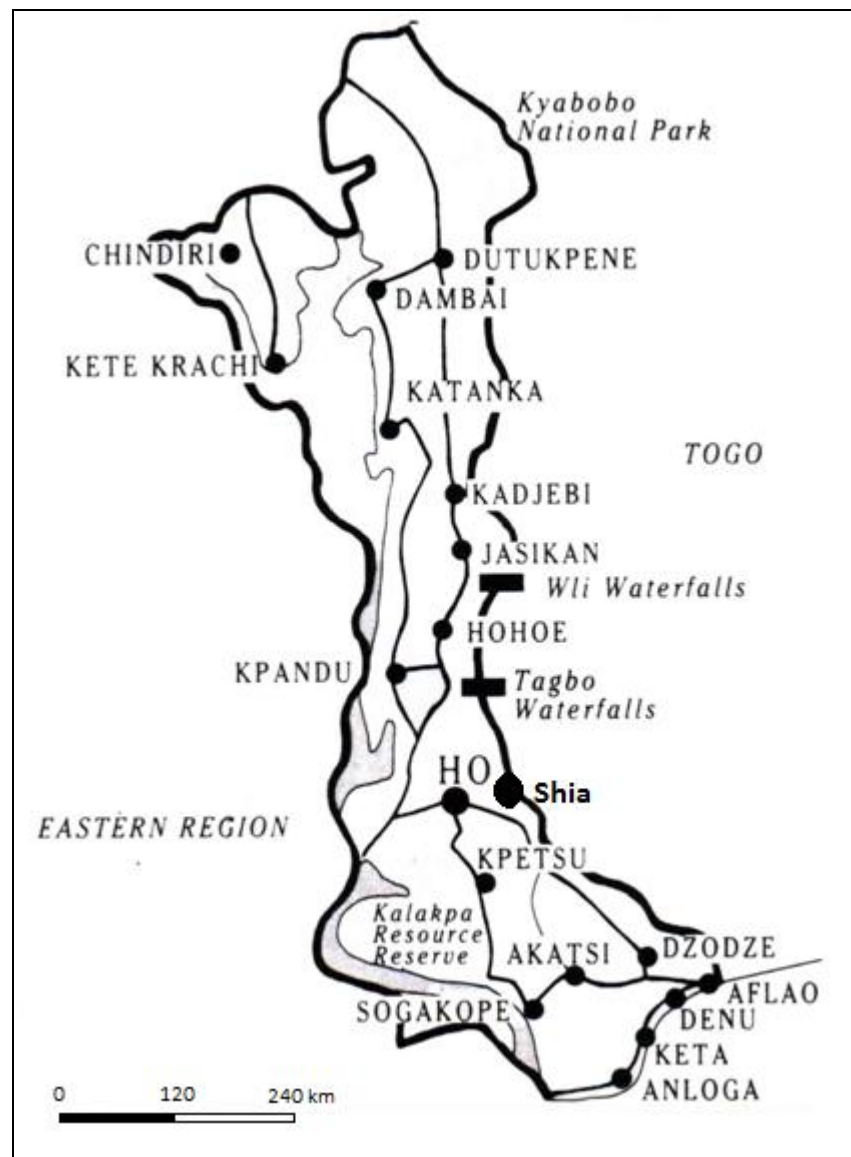 Kyabobo
National Park
CHINDIRI
DUTUKPENE
DAMBAI
KETE KRACHI
KATANKA
TOGO
KADJEBI
JASIKAN
Wli Waterfalls
HOHOE
KPANDU
Tagbo
Waterfalls
HO
Shia
EASTERN REGION
KPETSU
Kalakpa
Resource
Reserve
AKATSI
DZODZE
SOGAKOPE
AFLAO
DENU
KETA
ANLOGA
0 120 240 km